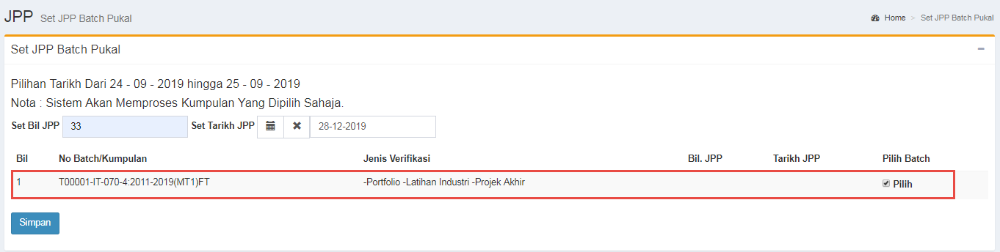 JPP Set JPP Batch Pukal
Home > Set JPP Batch Pukal
Set JPP Batch Pukal
Pilihan Tarikh Dari 24 - 09 - 2019 hingga 25 - 09 - 2019
Nota : Sistem Akan Memproses Kumpulan Yang Dipilih Sahaja.
Set Bil JPP 33 Set Tarikh JPP 28-12-2019
Bil No Batch/Kumpulan Jenis Verifikasi Bil. JPP Tarikh JPP Pilih Batch
1 T00001-IT-070-4:2011-2019(MT1)FT -Portfolio -Latihan Industri -Projek Akhir Pilih
Simpan